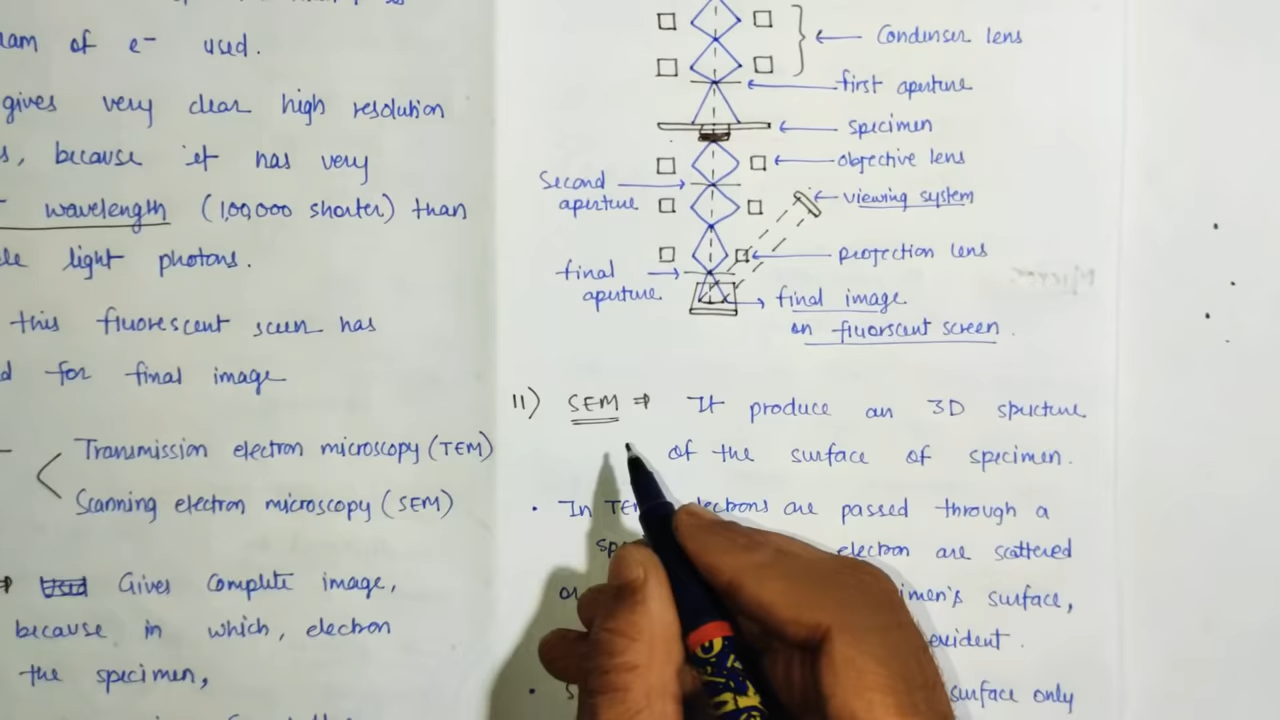 of e- used.
gives very clear high resolution
because it has very
wavelength (1,00,000 shorter) than
light photons.
this fluorescent screen has
for final image
Transmission electron microscopy (TEM)
Scanning electron microscopy (SEM)
Gives Complete image,
because in which, electron
the specimen,
Condenser lens
first aperture
specimen
objective lens
Second
aperture
viewing system
projection lens
final
aperture
final image
on fluorscent screen.
II) SEM ⇒ It produce an 3D
of the surface of specimen.
• In electrons are passed through a
electron are scattered
surface,
evident.
surface only